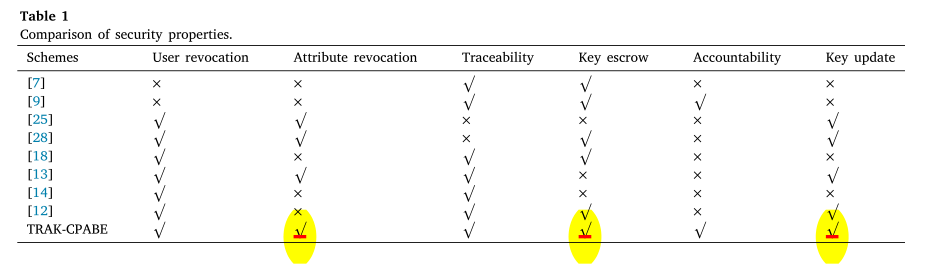 Table 1
Comparison of security properties.
Schemes User revocation Attribute revocation Traceability Key escrow Accountability Key update
[7] × × √ √ × ×
[9] × × √ √ √ ×
[25] √ √ × × × √
[28] √ √ × √ × √
[18] √ × √ √ × ×
[13] √ √ √ × × √
[14] √ × √ × × ×
[12] √ × √ √ × √
TRAK-CPABE √ √ √ √ √ √